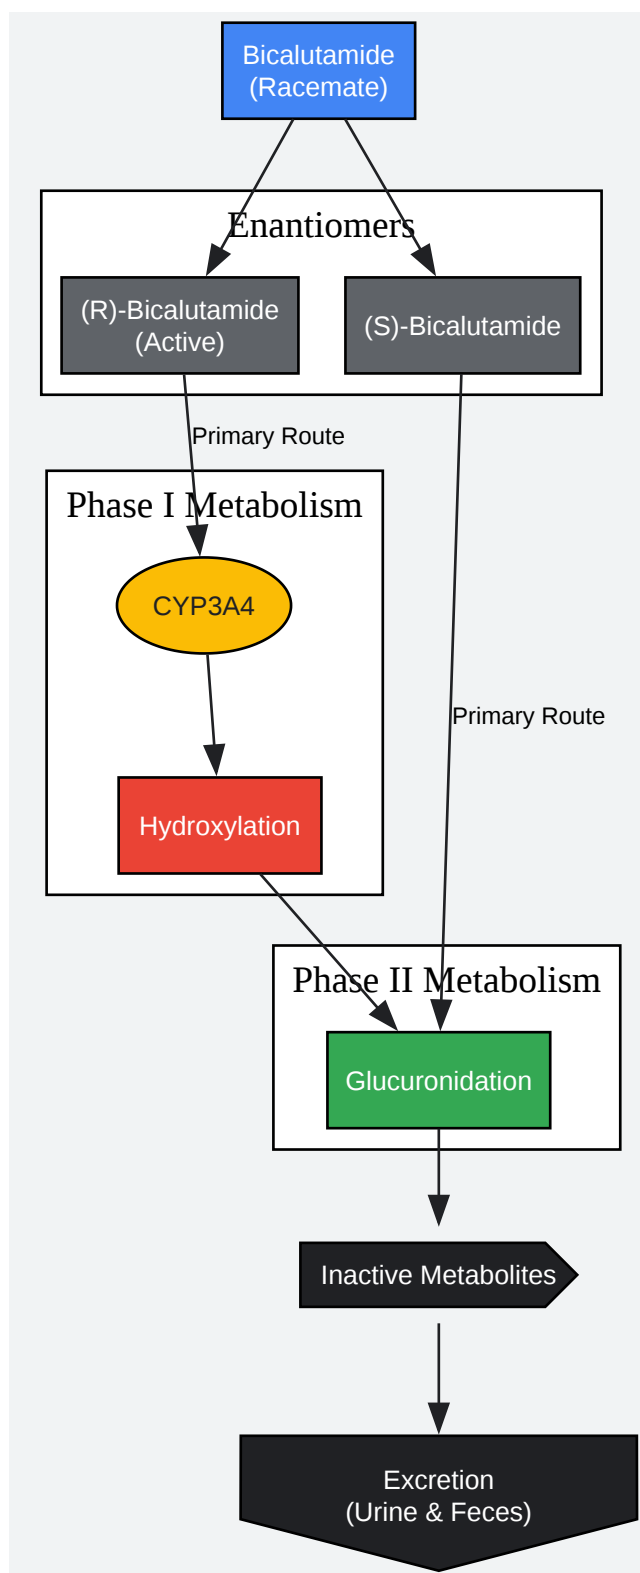 Bicalutamide
(Racemate)
Enantiomers
(R)-Bicalutamide
(Active)
(S)-Bicalutamide
Primary Route
Phase I Metabolism
CYP3A4
Primary Route
Hydroxylation
Phase II Metabolism
Glucuronidation
Inactive Metabolites
Excretion
(Urine & Feces)